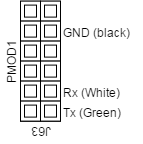 PMOD1
GND (black)
Rx (White)
Tx (Green)
J63